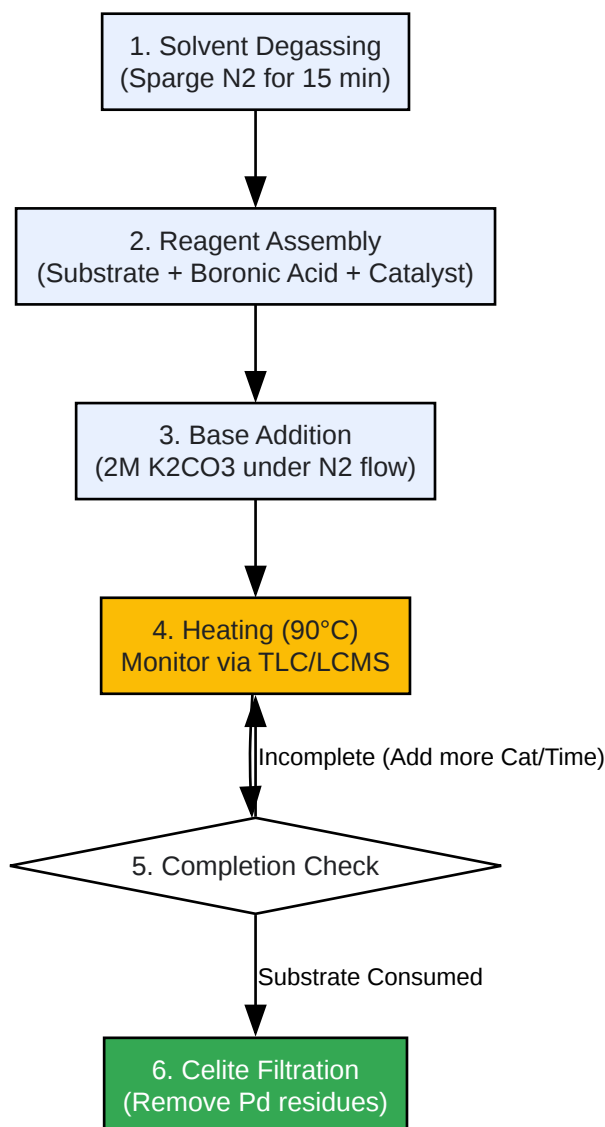 1. Solvent Degassing
(Sparge N2 for 15 min)
2. Reagent Assembly
(Substrate + Boronic Acid + Catalyst)
3. Base Addition
(2M K2CO3 under N2 flow)
4. Heating (90°C)
Monitor via TLC/LCMS
Incomplete (Add more Cat/Time)
5. Completion Check
Substrate Consumed
6. Celite Filtration
(Remove Pd residues)